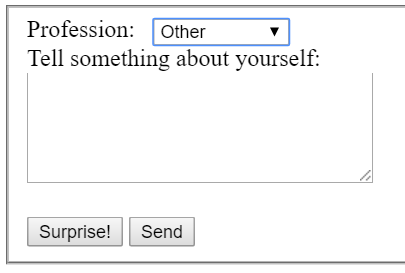 Profession: Other
Tell something about yourself:
Surprise! Send